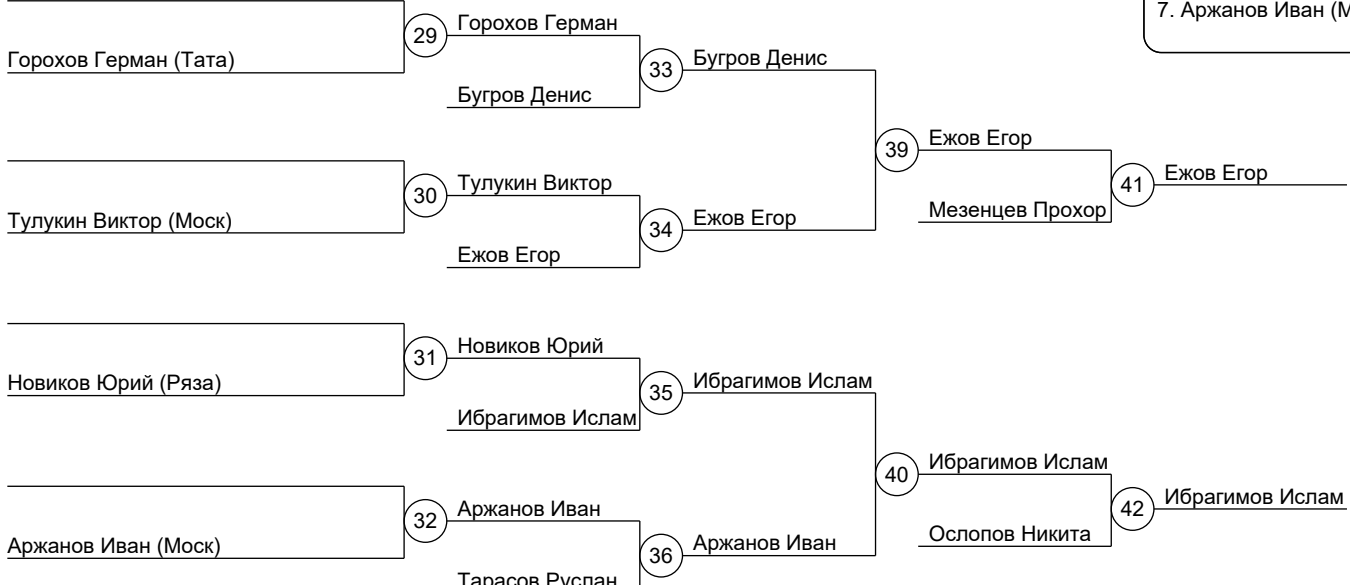 7. Аржанов Иван (М
29
Горохов Герман
Горохов Герман (Тата)
33
Бугров Денис
Бугров Денис
39
Ежов Егор
30
Тулукин Виктор
41
Ежов Егор
Тулукин Виктор (Моск)
34
Ежов Егор
Мезенцев Прохор
Ежов Егор
31
Новиков Юрий
Новиков Юрий (Ряза)
35
Ибрагимов Ислам
Ибрагимов Ислам
40
Ибрагимов Ислам
32
Аржанов Иван
42
Ибрагимов Ислам
Аржанов Иван (Моск)
36
Аржанов Иван
Ослопов Никита
Тарасов Руслан